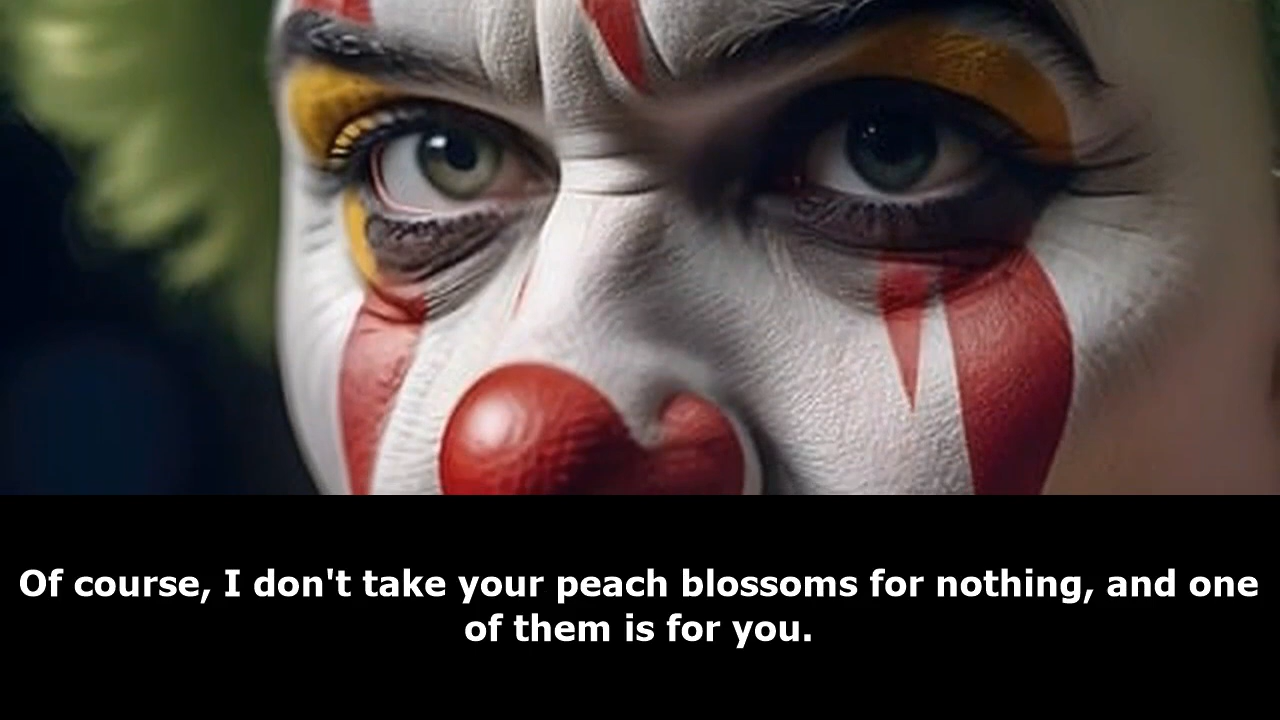 Of course, I don't take your peach blossoms for nothing, and one
of them is for you.